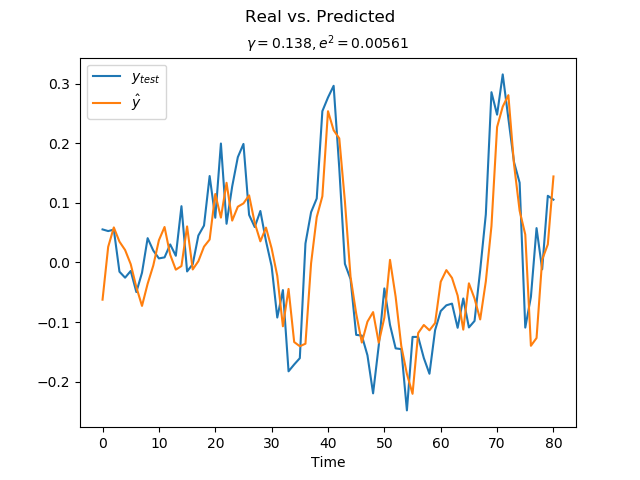 Real vs. Predicted
γ = 0.138, e² = 0.00561
y_test
ŷ
0.3
0.2
0.1
0.0
−0.1
−0.2
0 10 20 30 40 50 60 70 80
Time